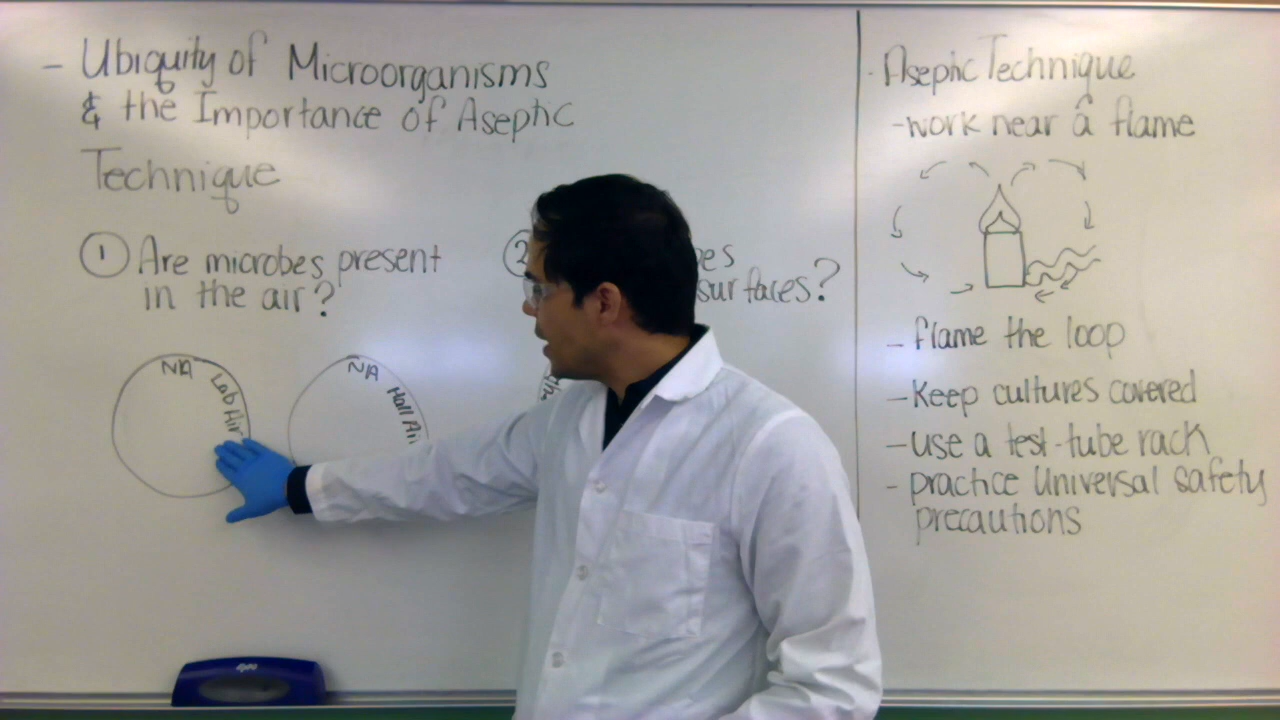 - Ubiquity of Microorganisms
& the Importance of Aseptic
Technique
1 Are microbes present
in the air?
2
surfaces?
NA
Lab Air
NA
Hall Air
- Aseptic Technique
- work near a flame
- flame the loop
- Keep cultures covered
- use a test-tube rack
- practice Universal safety
precautions
EXPO